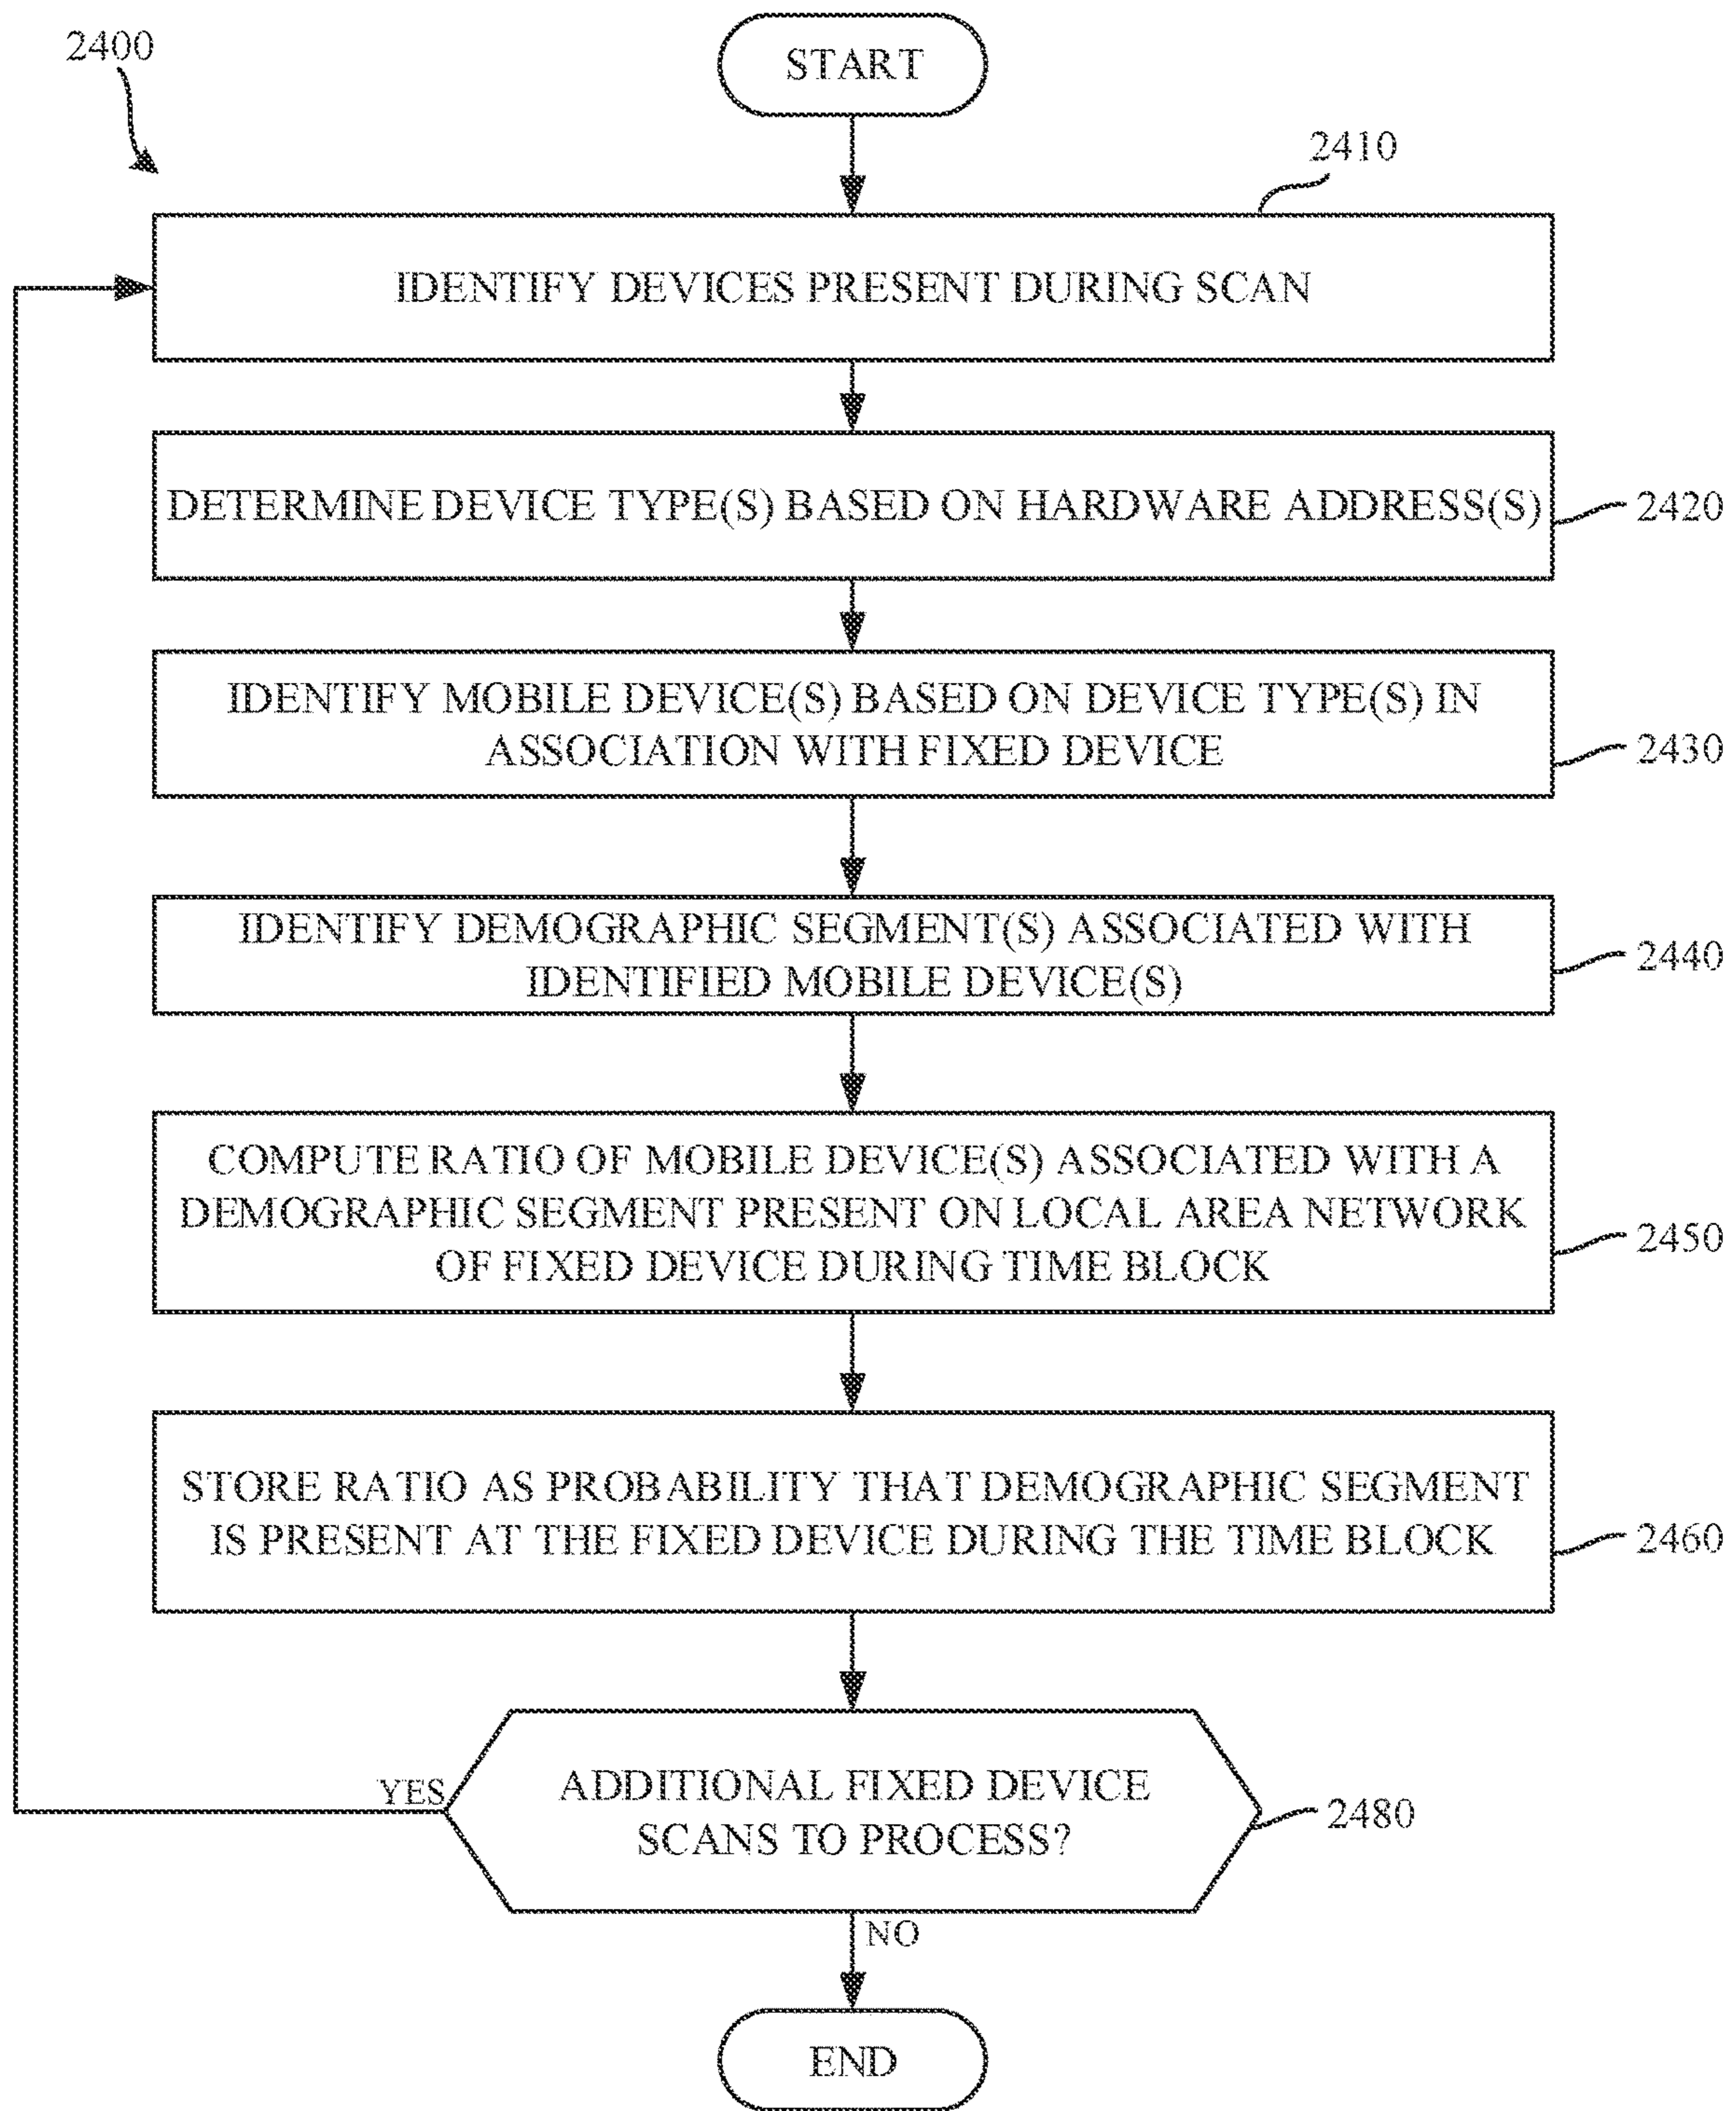 2400
START
2410
IDENTIFY DEVICES PRESENT DURING SCAN
DETERMINE DEVICE TYPE(S) BASED ON HARDWARE ADDRESS(S)
2420
IDENTIFY MOBILE DEVICE(S) BASED ON DEVICE TYPE(S) IN
ASSOCIATION WITH FIXED DEVICE
2430
IDENTIFY DEMOGRAPHIC SEGMENT(S) ASSOCIATED WITH
IDENTIFIED MOBILE DEVICE(S)
2440
COMPUTE RATIO OF MOBILE DEVICE(S) ASSOCIATED WITH A
DEMOGRAPHIC SEGMENT PRESENT ON LOCAL AREA NETWORK
OF FIXED DEVICE DURING TIME BLOCK
2450
STORE RATIO AS PROBABILITY THAT DEMOGRAPHIC SEGMENT
IS PRESENT AT THE FIXED DEVICE DURING THE TIME BLOCK
2460
YES
ADDITIONAL FIXED DEVICE
SCANS TO PROCESS?
2480
NO
END